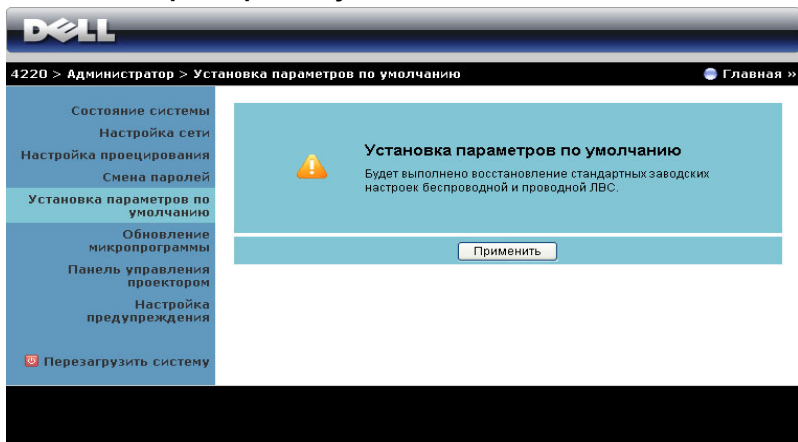 DELL
4220 > Администратор > Установка параметров по умолчанию
Главная »
Состояние системы
Настройка сети
Настройка проецирования
Смена паролей
Установка параметров по
умолчанию
Обновление
микропрограммы
Панель управления
проектором
Настройка
предупреждения
Перезагрузить систему
Установка параметров по умолчанию
Будет выполнено восстановление стандартных заводских
настроек беспроводной и проводной ЛВС.
Применить